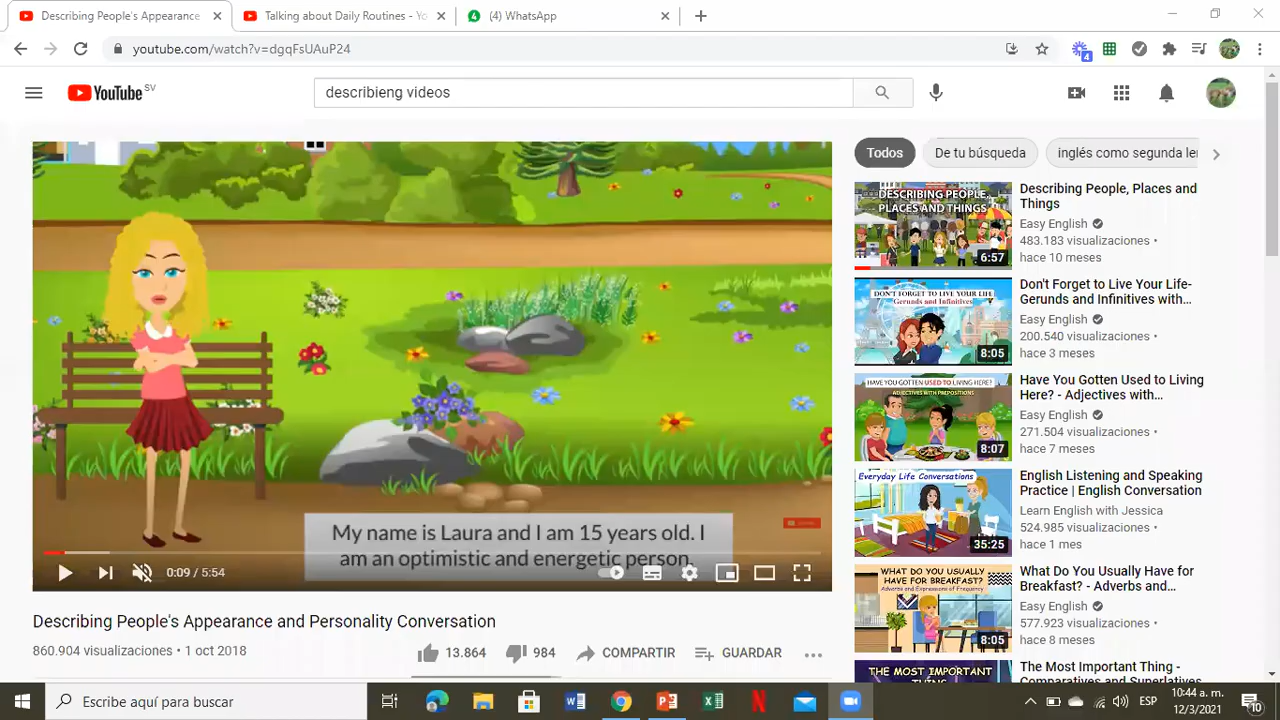 Describing People's Appearance
Talking about Daily Routines - Yo
(4) WhatsApp
youtube.com/watch?v=dgqFsUAuP24
4
YouTube SV
describieng videos
Todos
De tu búsqueda
inglés como segunda ler
DESCRIBING PEOPLE,
PLACES AND THINGS
6:57
Describing People, Places and
Things
Easy English
483.183 visualizaciones •
hace 10 meses
DON'T FORGET TO LIVE YOUR LIFE
Gerunds and Infinitives
8:05
Don't Forget to Live Your Life-
Gerunds and Infinitives with...
Easy English
200.540 visualizaciones •
hace 3 meses
HAVE YOU GOTTEN USED TO LIVING HERE?
ADJECTIVES WITH PREPOSITIONS
8:07
Have You Gotten Used to Living
Here? - Adjectives with...
Easy English
271.504 visualizaciones •
hace 7 meses
Everyday Life Conversations
35:25
English Listening and Speaking
Practice | English Conversation
Learn English with Jessica
524.985 visualizaciones •
hace 1 mes
WHAT DO YOU USUALLY
HAVE FOR BREAKFAST?
Adverbs and Expressions of Frequency
8:05
What Do You Usually Have for
Breakfast? - Adverbs and...
Easy English
577.923 visualizaciones •
hace 8 meses
THE MOST IMPORTANT
The Most Important Thing -
Comparatives and Superlatives
My name is Laura and I am 15 years old. I
am an optimistic and energetic person.
0:09 / 5:54
Describing People's Appearance and Personality Conversation
860.904 visualizaciones • 1 oct 2018
13.864
984
COMPARTIR
GUARDAR
Escribe aquí para buscar
ESP
10:44 a. m.
12/3/2021
10